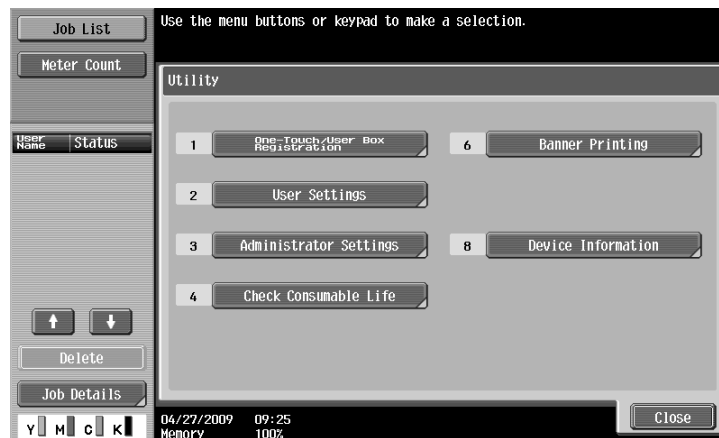 Job List
Use the menu buttons or keypad to make a selection.
Meter Count
Utility
User Name
Status
1
One-Touch/User Box
Registration
6
Banner Printing
2
User Settings
3
Administrator Settings
8
Device Information
4
Check Consumable Life
Delete
Job Details
Y M C K
04/27/2009 09:25
Memory 100%
Close